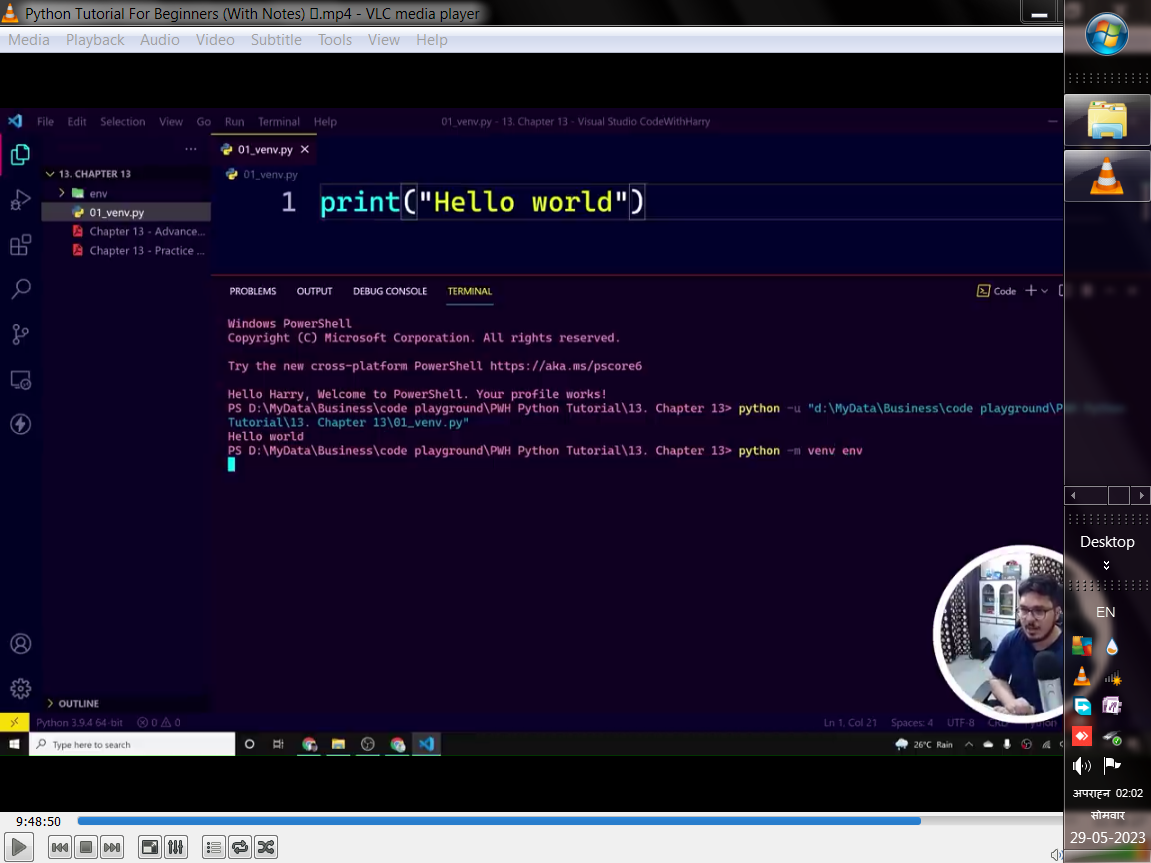 Python Tutorial For Beginners (With Notes) .mp4 - VLC media player
Media Playback Audio Video Subtitle Tools View Help
File Edit Selection View Go Run Terminal Help
01_venv.py - 13. Chapter 13 - Visual Studio CodeWithHarry
01_venv.py
13. CHAPTER 13
env
01_venv.py
Chapter 13 - Advance...
Chapter 13 - Practice ...
01_venv.py
1 print("Hello world")
PROBLEMS OUTPUT DEBUG CONSOLE TERMINAL
Code
Windows PowerShell
Copyright (C) Microsoft Corporation. All rights reserved.
Try the new cross-platform PowerShell https://aka.ms/pscore6
Hello Harry, Welcome to PowerShell. Your profile works!
PS D:\MyData\Business\code playground\PWH Python Tutorial\13. Chapter 13> python -u "d:\MyData\Business\code playground\PWH Python
Tutorial\13. Chapter 13\01_venv.py"
Hello world
PS D:\MyData\Business\code playground\PWH Python Tutorial\13. Chapter 13> python -m venv env
OUTLINE
Python 3.9.4 64-bit 0 0
Ln 1, Col 21 Spaces: 4 UTF-8 CRLF Python
Type here to search
26°C Rain
9:48:50
Desktop
EN
अपराह्न 02:02
सोमवार
29-05-2023